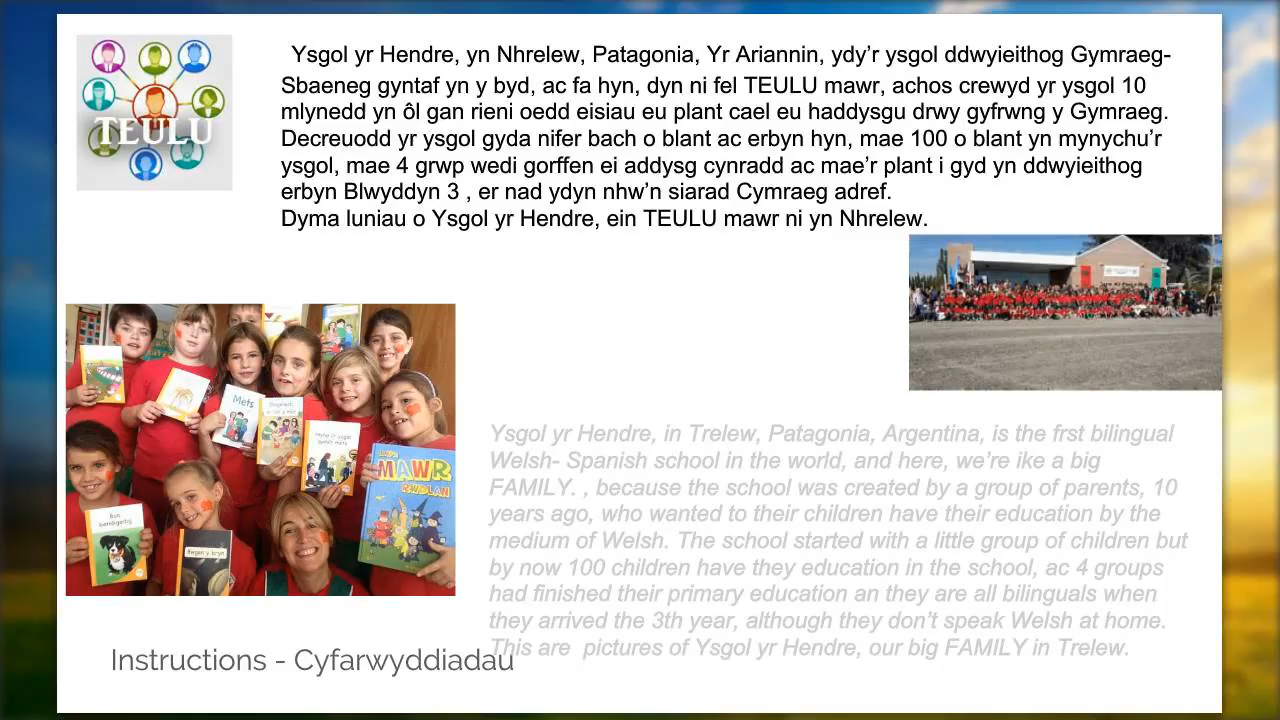 TEULU
Ysgol yr Hendre, yn Nhrelew, Patagonia, Yr Ariannin, ydy’r ysgol ddwyieithog Gymraeg-
Sbaeneg gyntaf yn y byd, ac fa hyn, dyn ni fel TEULU mawr, achos crewyd yr ysgol 10
mlynedd yn ôl gan rieni oedd eisiau eu plant cael eu haddysgu drwy gyfrwng y Gymraeg.
Decreuodd yr ysgol gyda nifer bach o blant ac erbyn hyn, mae 100 o blant yn mynychu’r
ysgol, mae 4 grwp wedi gorffen ei addysg cynradd ac mae’r plant i gyd yn ddwyieithog
erbyn Blwyddyn 3 , er nad ydyn nhw’n siarad Cymraeg adref.
Dyma luniau o Ysgol yr Hendre, ein TEULU mawr ni yn Nhrelew.
Mets
MAWR
Ysgol yr Hendre, in Trelew, Patagonia, Argentina, is the frst bilingual
Welsh- Spanish school in the world, and here, we’re ike a big
FAMILY. , because the school was created by a group of parents, 10
years ago, who wanted to their children have their education by the
medium of Welsh. The school started with a little group of children but
by now 100 children have they education in the school, ac 4 groups
had finished their primary education an they are all bilinguals when
they arrived the 3th year, although they don’t speak Welsh at home.
This are  pictures of Ysgol yr Hendre, our big FAMILY in Trelew.
Instructions - Cyfarwyddiadau